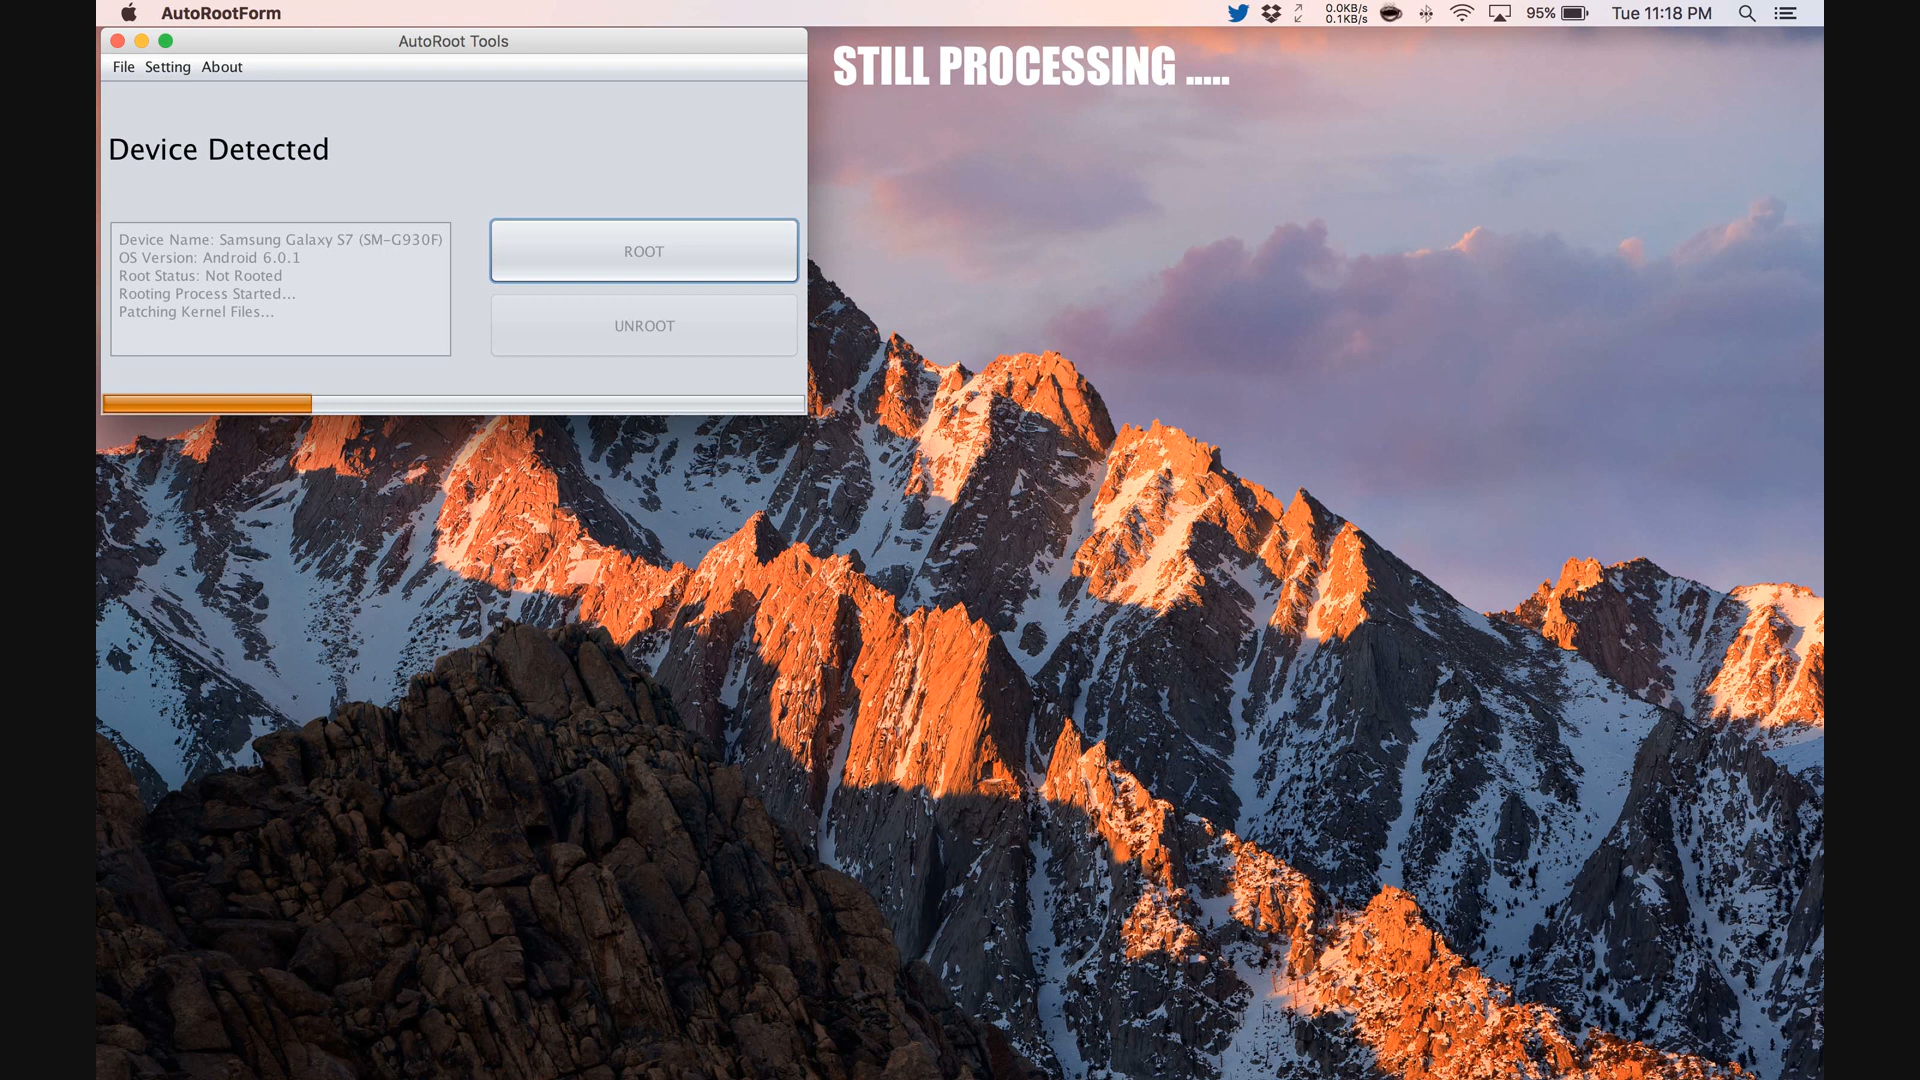 AutoRootForm
0.0KB/s
0.1KB/s
95%
Tue 11:18 PM
AutoRoot Tools
File Setting About
STILL PROCESSING .....
Device Detected
Device Name: Samsung Galaxy S7 (SM-G930F)
OS Version: Android 6.0.1
Root Status: Not Rooted
Rooting Process Started...
Patching Kernel Files...
ROOT
UNROOT